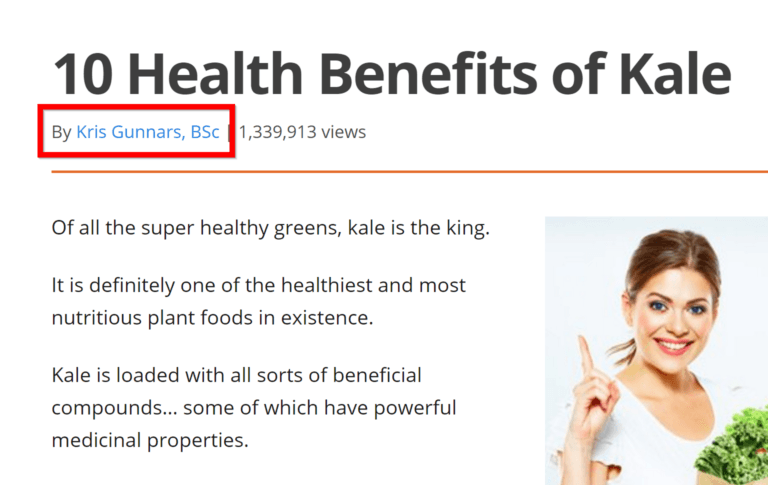 10 Health Benefits of Kale
By Kris Gunnars, BSc | 1,339,913 views
Of all the super healthy greens, kale is the king.
It is definitely one of the healthiest and most
nutritious plant foods in existence.
Kale is loaded with all sorts of beneficial
compounds... some of which have powerful
medicinal properties.